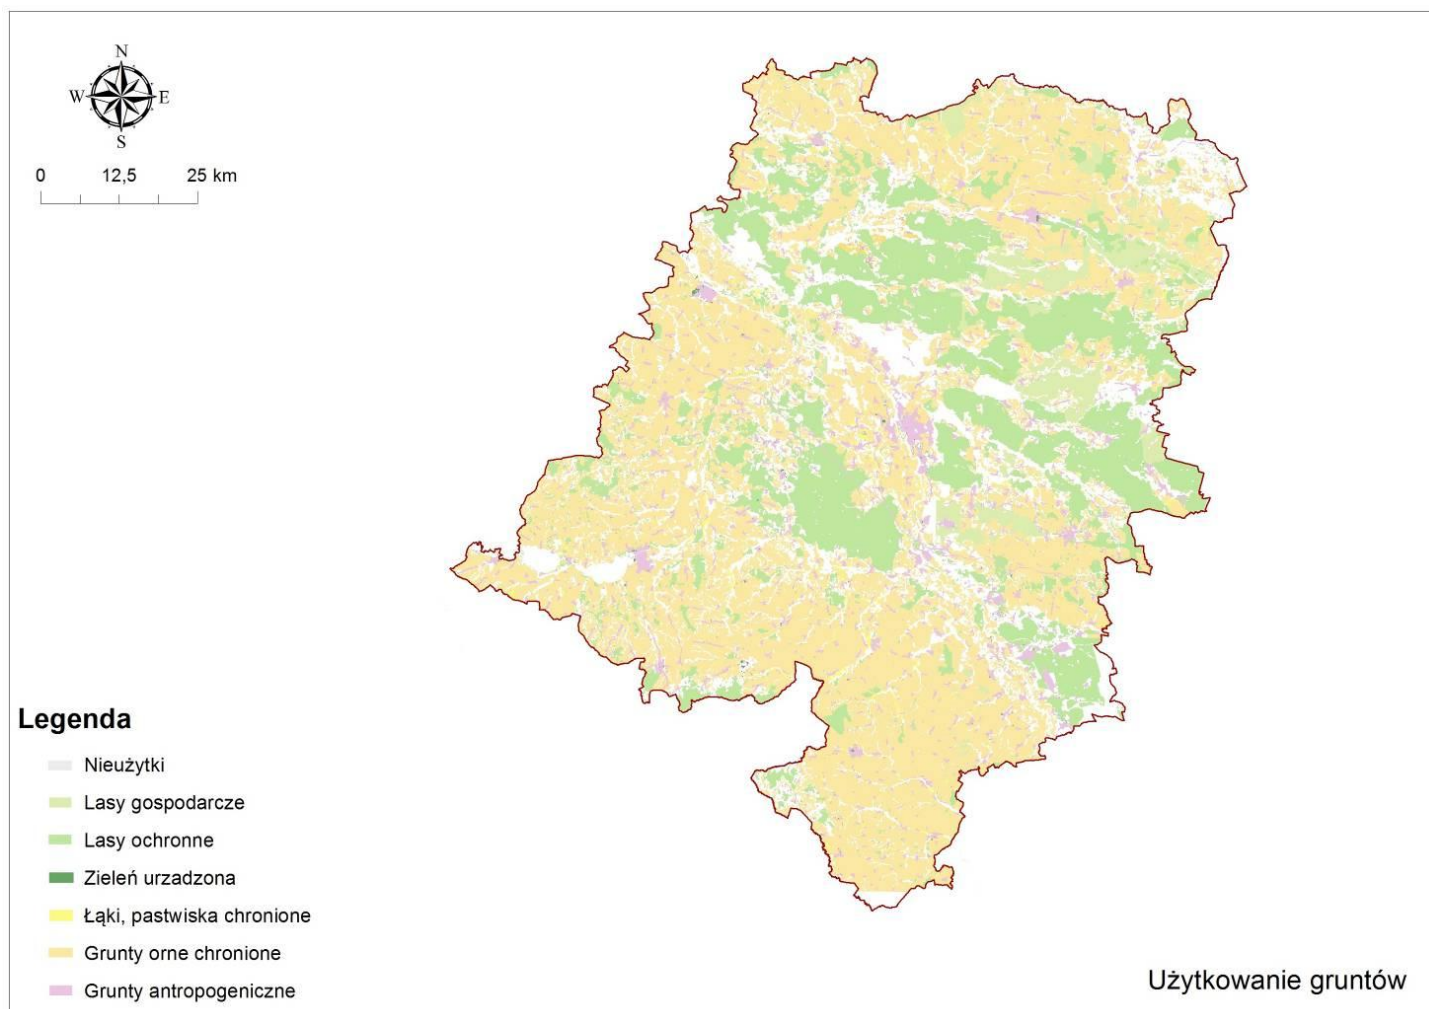 N
W E
S
0 12,5 25 km
Legenda
Nieużytki
Lasy gospodarcze
Lasy ochronne
Zieleń urzadzona
Łąki, pastwiska chronione
Grunty orne chronione
Grunty antropogeniczne
Użytkowanie gruntów